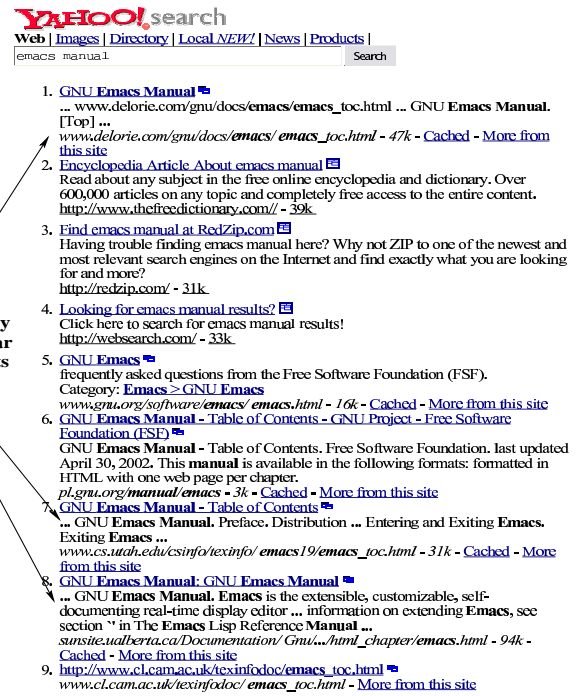 YAHOO! search
Web | Images | Directory | Local NEW! | News | Products |
emacs manual Search
1. GNU Emacs Manual
... www.delorie.com/gnu/docs/emacs/emacs_toc.html ... GNU Emacs Manual.
[Top] ...
www.delorie.com/gnu/docs/emacs/ emacs_toc.html - 47k - Cached - More from
this site
2. Encyclopedia Article About emacs manual
Read about any subject in the free online encyclopedia and dictionary. Over
600,000 articles on any topic and completely free access to the entire content.
http://www.thefreedictionary.com// - 39k
3. Find emacs manual at RedZip.com
Having trouble finding emacs manual here? Why not ZIP to one of the newest and
most relevant search engines on the Internet and find exactly what you are looking
for and more?
http://redzip.com/ - 31k
4. Looking for emacs manual results?
Click here to search for emacs manual results!
http://websearch.com/ - 33k
5. GNU Emacs
frequently asked questions from the Free Software Foundation (FSF).
Category: Emacs > GNU Emacs
www.gnu.org/software/emacs/ emacs.html - 16k - Cached - More from this site
6. GNU Emacs Manual - Table of Contents - GNU Project - Free Software
Foundation (FSF)
GNU Emacs Manual - Table of Contents. Free Software Foundation. last updated
April 30, 2002. This manual is available in the following formats: formatted in
HTML with one web page per chapter.
pl.gnu.org/manual/emacs - 3k - Cached - More from this site
7. GNU Emacs Manual - Table of Contents
... GNU Emacs Manual. Preface. Distribution ... Entering and Exiting Emacs.
Exiting Emacs ...
www.cs.utah.edu/csinfo/texinfo/ emacs19/emacs_toc.html - 31k - Cached - More
from this site
8. GNU Emacs Manual: GNU Emacs Manual
... GNU Emacs Manual. Emacs is the extensible, customizable, self-
documenting real-time display editor ... information on extending Emacs, see
section `' in The Emacs Lisp Reference Manual ...
sunsite.ualberta.ca/Documentation/ Gnu/.../html_chapter/emacs.html - 94k -
Cached - More from this site
9. http://www.cl.cam.ac.uk/texinfodoc/emacs_toc.html
www.cl.cam.ac.uk/texinfodoc/ emacs_toc.html - More from this site